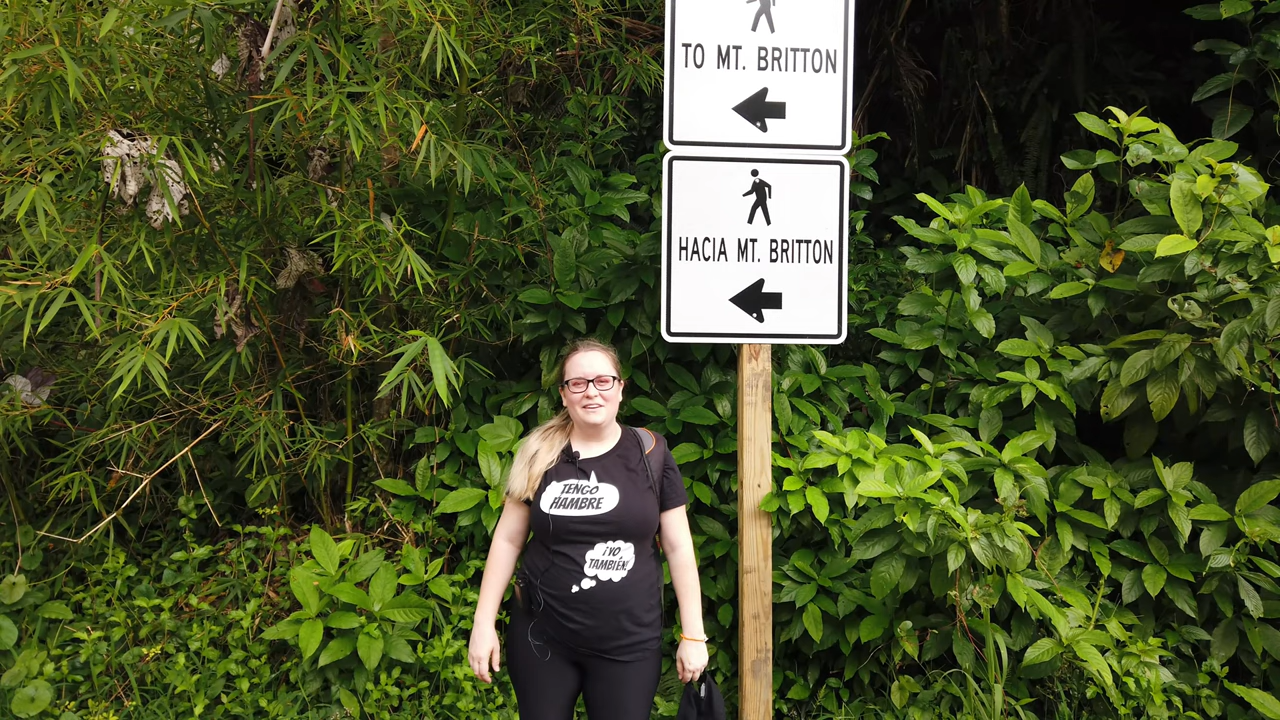 TO MT. BRITTON
HACIA MT. BRITTON
TENGO
HAMBRE
¡YO
TAMBIÉN!